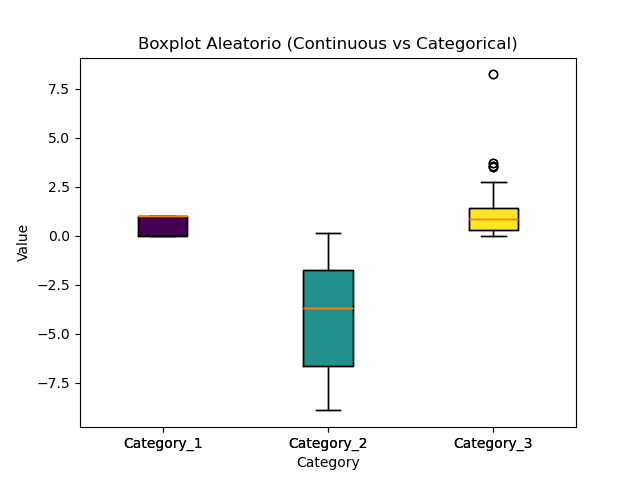 Boxplot Aleatorio (Continuous vs Categorical)
7.5
5.0
2.5
0.0
−2.5
−5.0
−7.5
Value
Category_1 Category_2 Category_3
Category